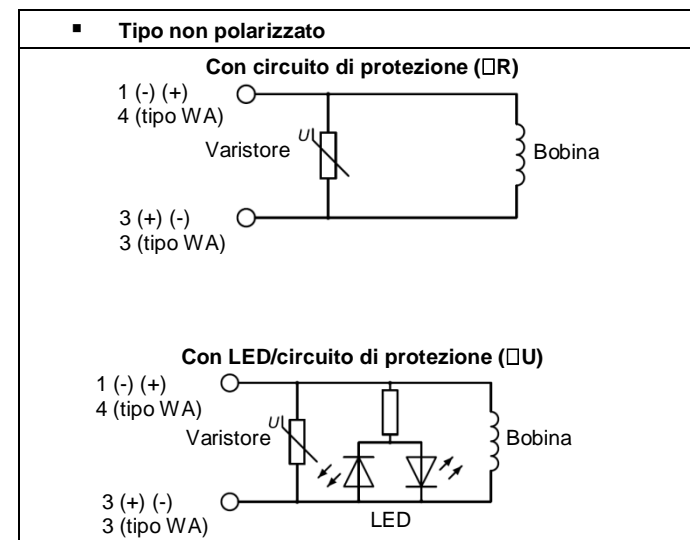 ▪ Tipo non polarizzato
Con circuito di protezione (□R)
1 (-) (+)
4 (tipo WA)
U
Varistore
Bobina
3 (+) (-)
3 (tipo WA)
Con LED/circuito di protezione (□U)
1 (-) (+)
4 (tipo WA)
U
Varistore
Bobina
3 (+) (-)
3 (tipo WA)
LED